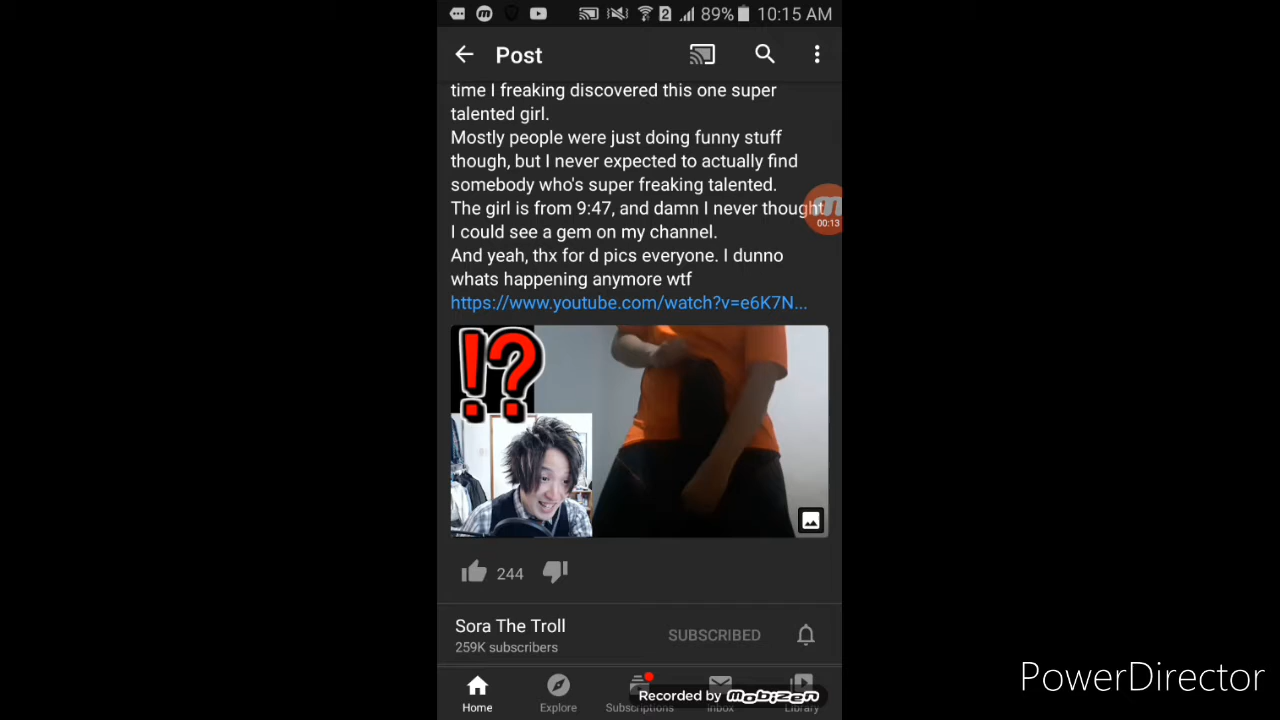 89% 10:15 AM
Post
time I freaking discovered this one super
talented girl.
Mostly people were just doing funny stuff
though, but I never expected to actually find
somebody who's super freaking talented.
The girl is from 9:47, and damn I never thought
I could see a gem on my channel.
00:13
And yeah, thx for d pics everyone. I dunno
whats happening anymore wtf
https://www.youtube.com/watch?v=e6K7N...
!?
244
Sora The Troll
259K subscribers
SUBSCRIBED
Recorded by Mobizen
Home Explore Subscriptions Inbox Library
PowerDirector